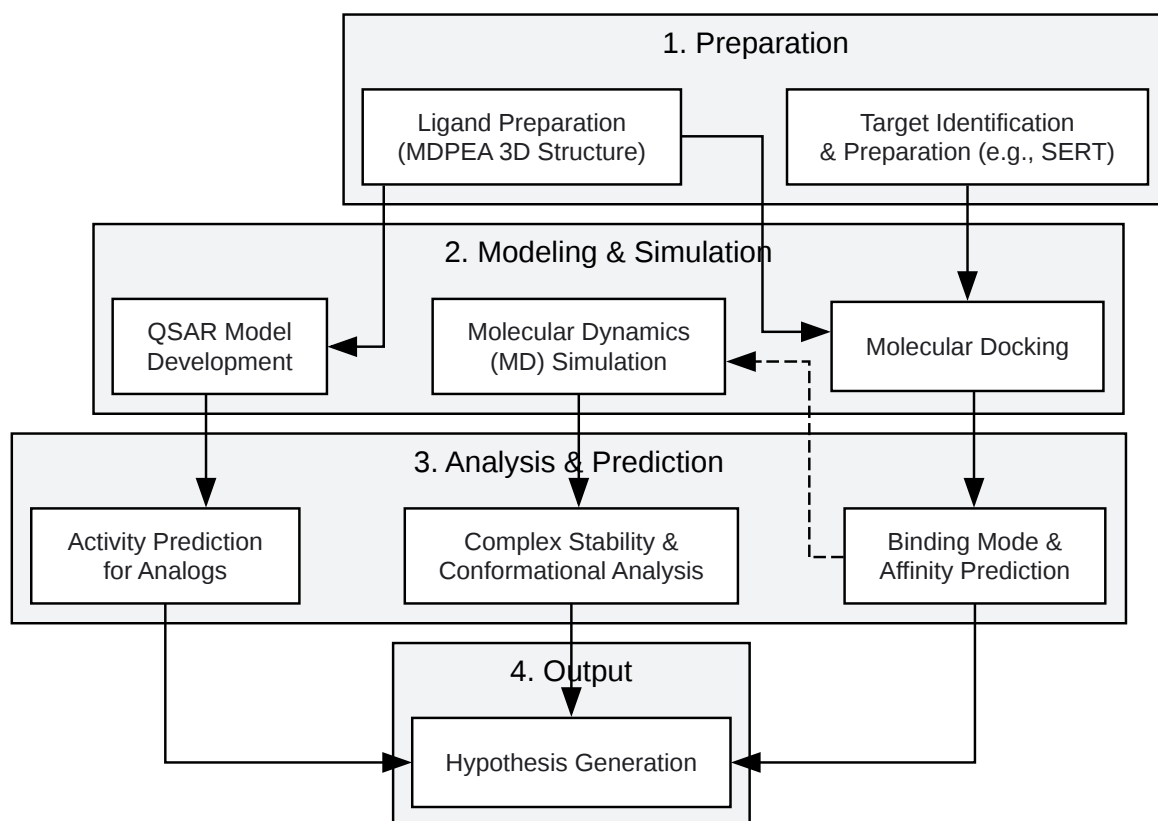 1. Preparation
Ligand Preparation
(MDPEA 3D Structure)
Target Identification
& Preparation (e.g., SERT)
2. Modeling & Simulation
QSAR Model
Development
Molecular Dynamics
(MD) Simulation
Molecular Docking
3. Analysis & Prediction
Activity Prediction
for Analogs
Complex Stability &
Conformational Analysis
Binding Mode &
Affinity Prediction
4. Output
Hypothesis Generation